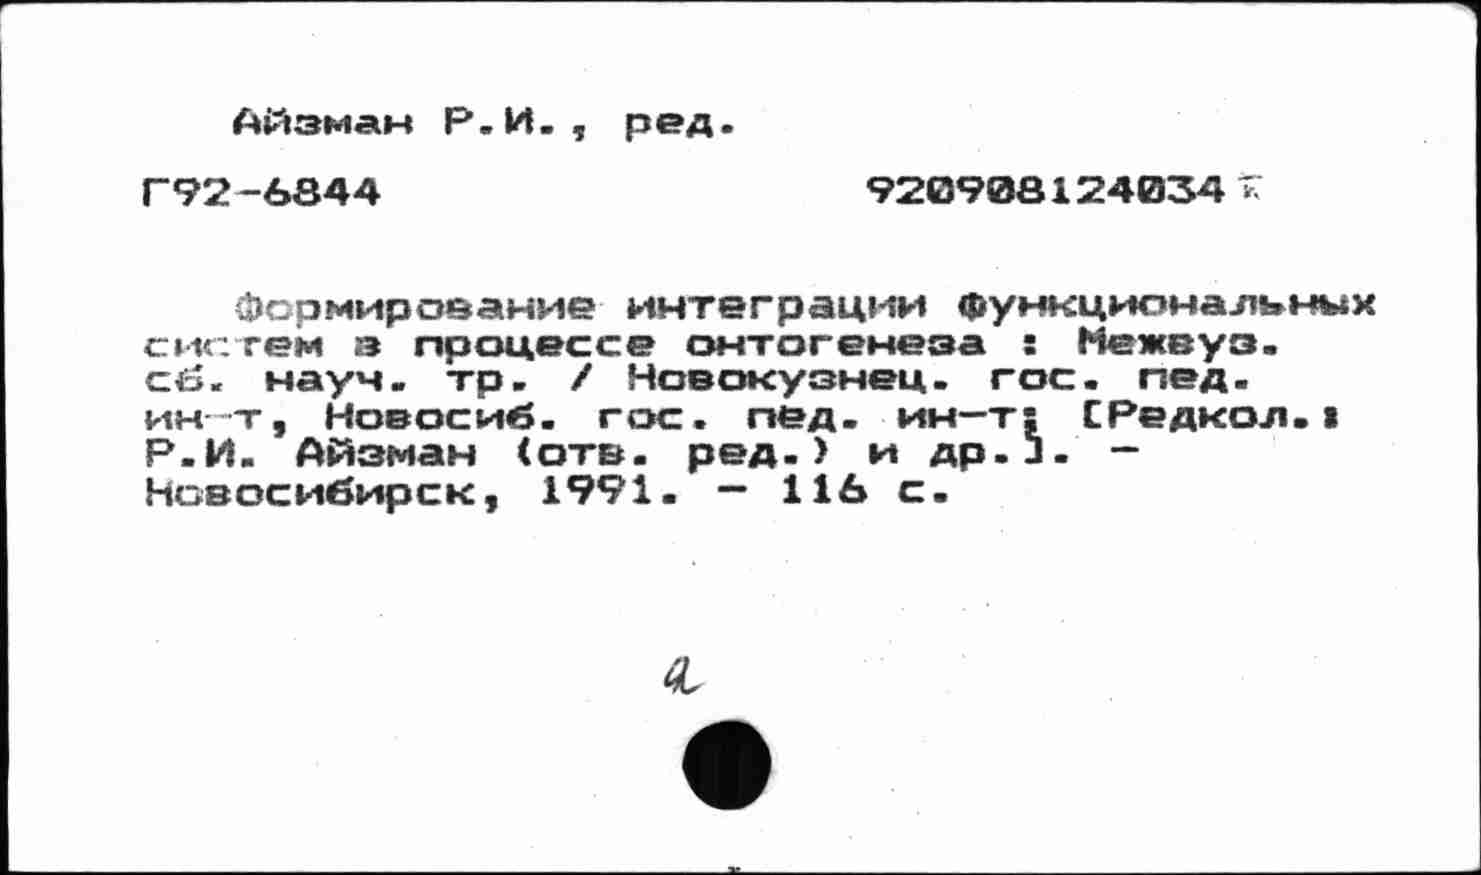 Айзман Р.И., ред.
Г92-6844 920908124034 к
Формирование интеграции функциональных
систем в процессе онтогенеза : Межвуз.
сб. науч. тр. / Новокузнец. гос. пед.
ин-т, Новосиб. гос. пед. ин-т; [Редкол.:
Р.И. Айзман (отв. ред.) и др.]. -
Новосибирск, 1991. - 116 с.
а